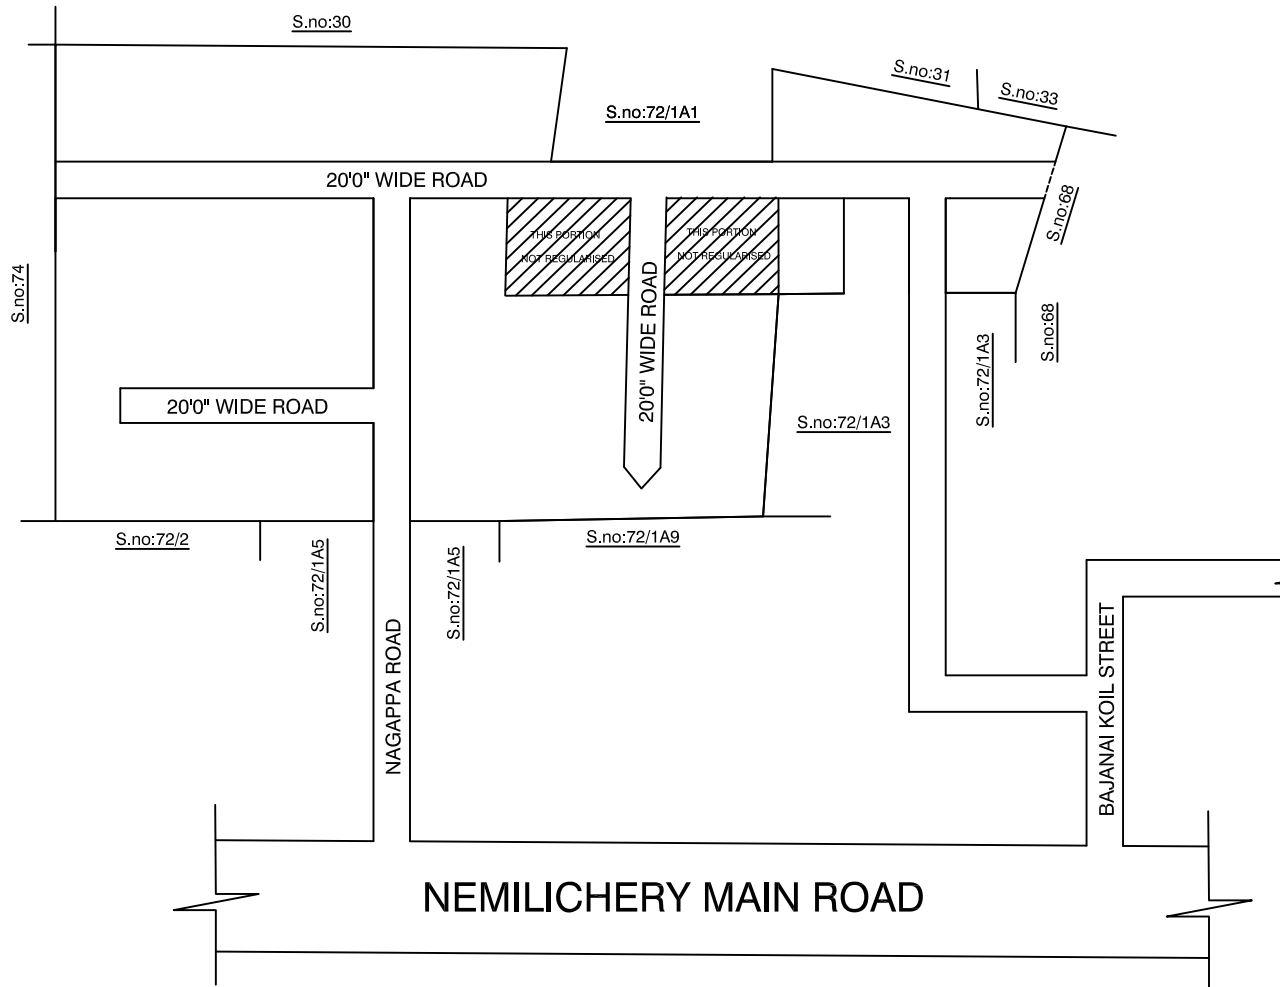 S.no:30
S.no:31
S.no:33
S.no:72/1A1
20'0" WIDE ROAD
S.no:68
THIS PORTION
NOT REGULARISED
THIS PORTION
NOT REGULARISED
S.no:74
20'0" WIDE ROAD
S.no:68
S.no:72/1A3
20'0" WIDE ROAD
S.no:72/1A3
S.no:72/2
S.no:72/1A5
S.no:72/1A5
S.no:72/1A9
NAGAPPA ROAD
BAJANAI KOIL STREET
NEMILICHERY MAIN ROAD